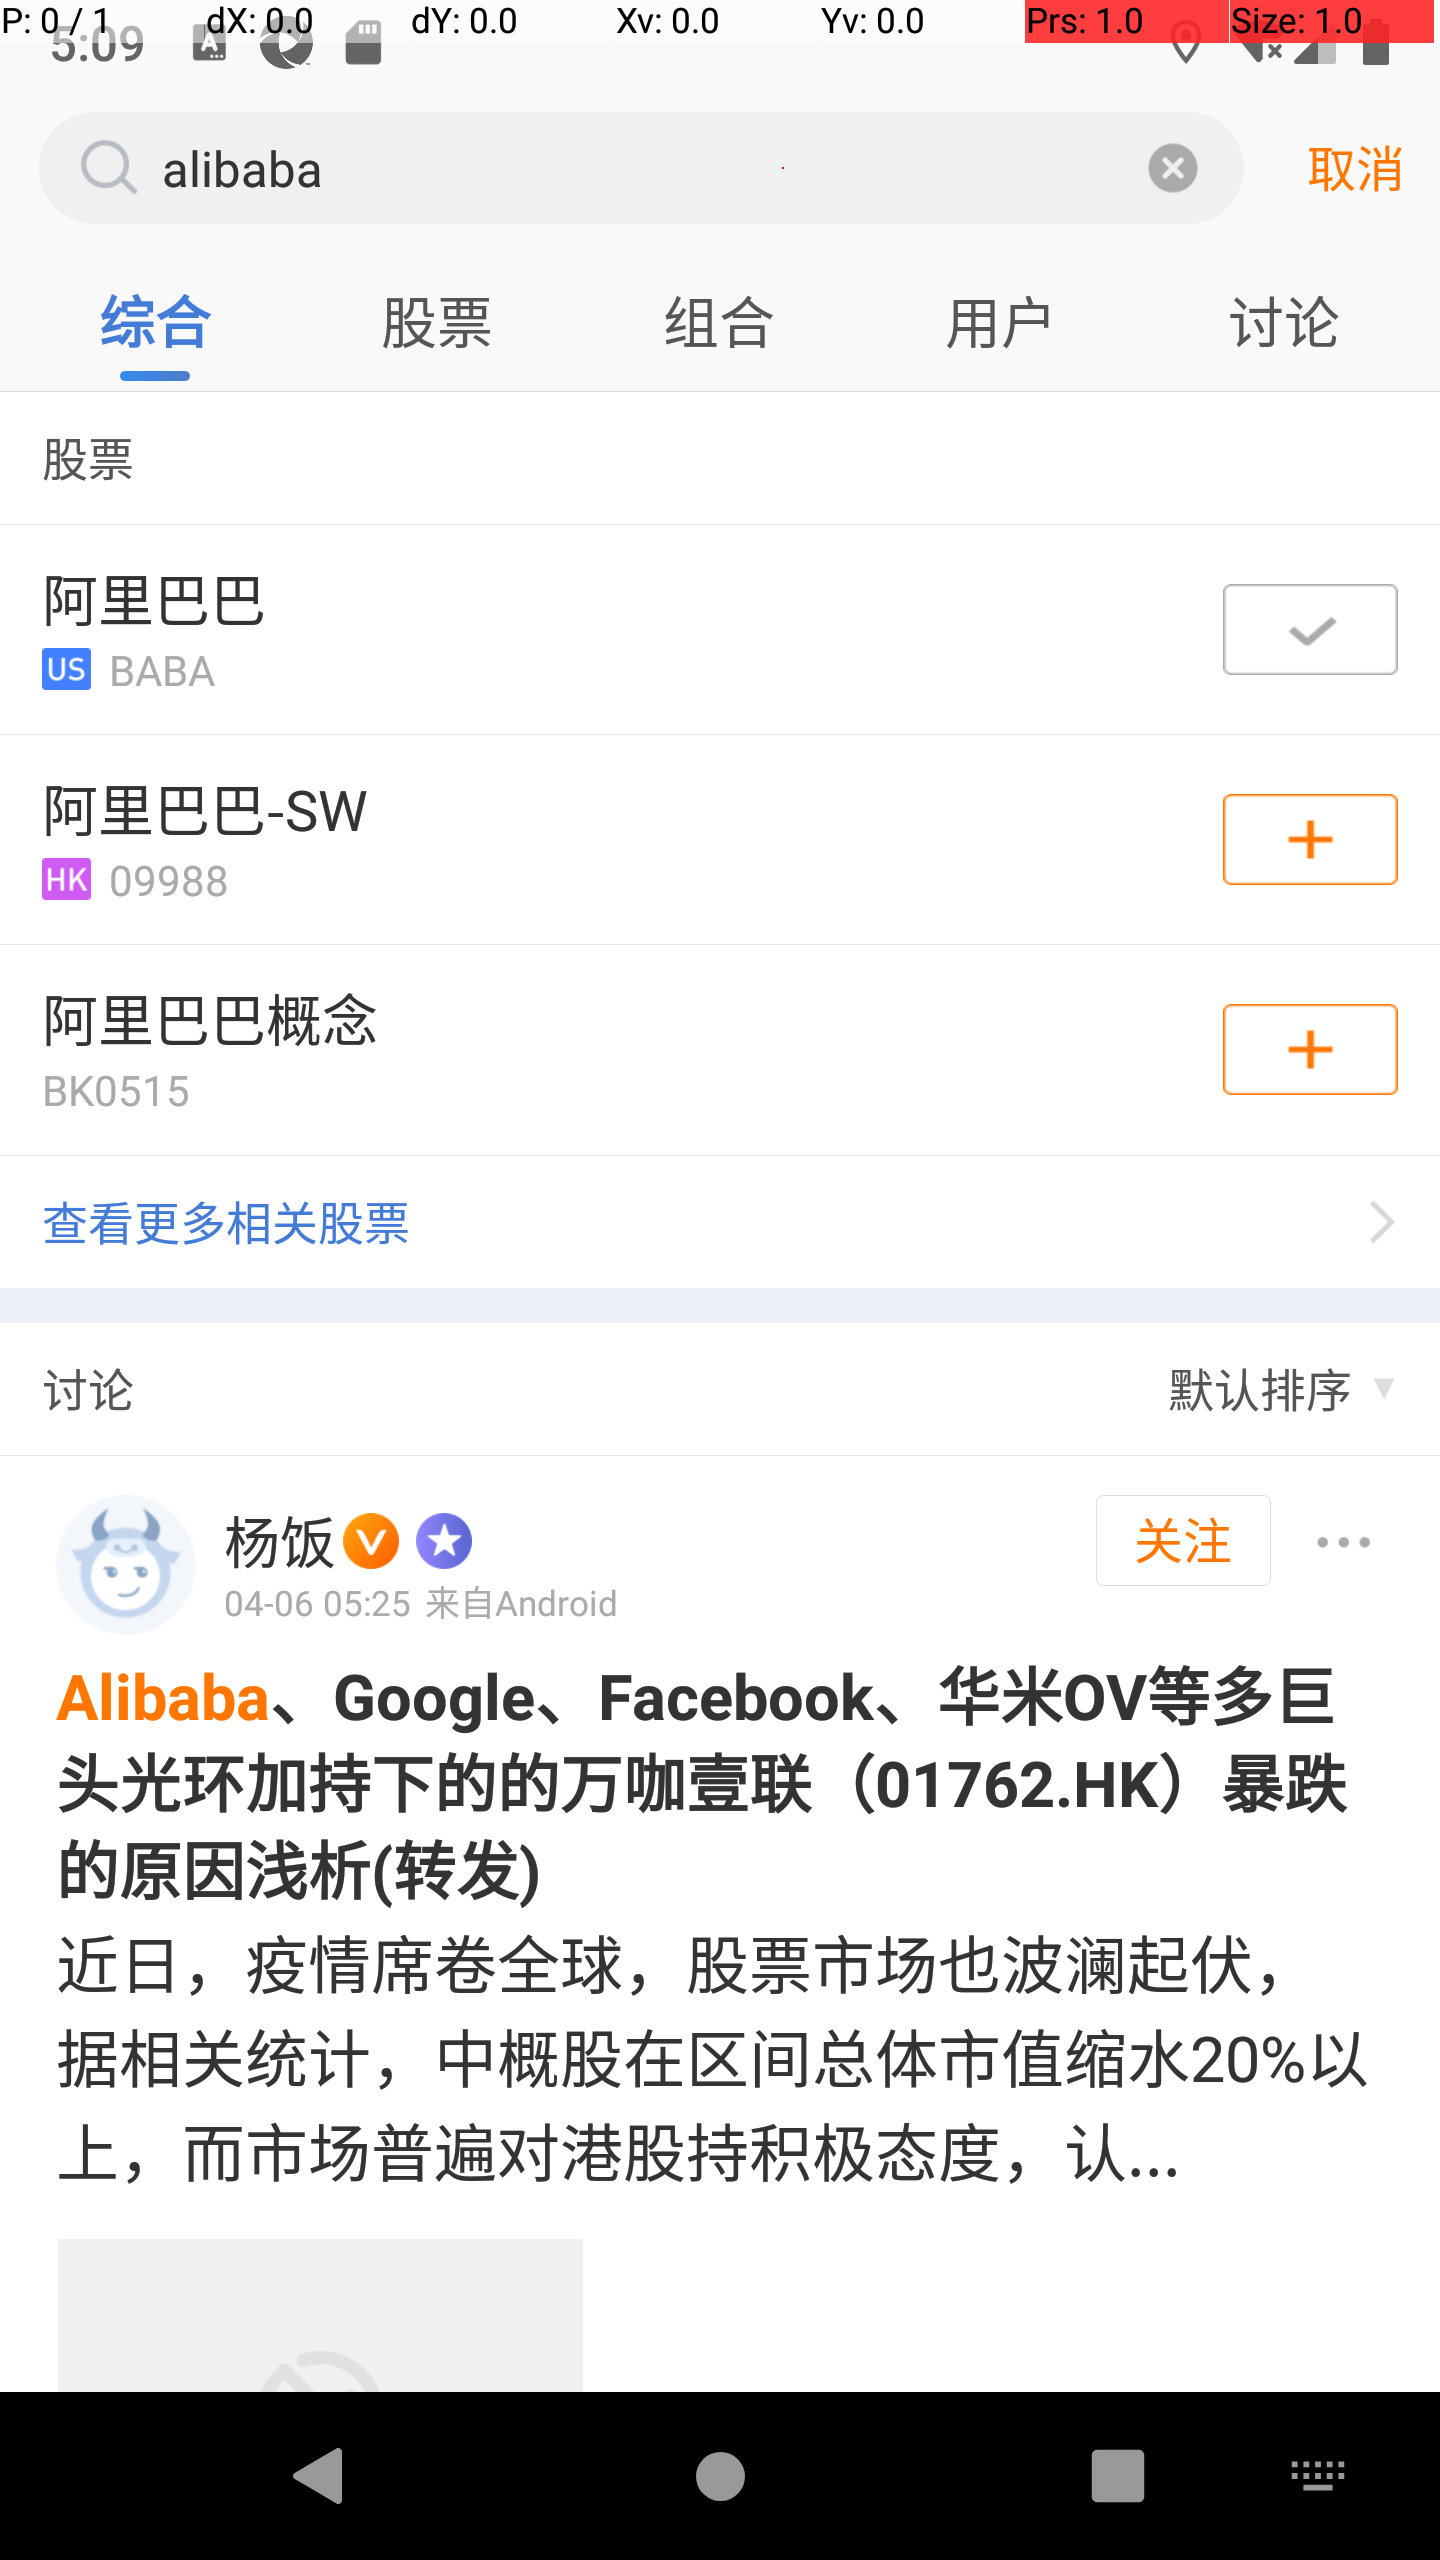 P: 0 / 1 dX: 0.0 dY: 0.0 Xv: 0.0 Yv: 0.0 Prs: 1.0 Size: 1.0
5:09
alibaba 取消
综合 股票 组合 用户 讨论
股票
阿里巴巴
US BABA
阿里巴巴-SW
HK 09988
阿里巴巴概念
BK0515
查看更多相关股票
讨论 默认排序
杨饭 关注
04-06 05:25 来自Android
Alibaba、Google、Facebook、华米OV等多巨
头光环加持下的的万咖壹联（01762.HK）暴跌
的原因浅析(转发)
近日，疫情席卷全球，股票市场也波澜起伏，
据相关统计，中概股在区间总体市值缩水20%以
上，而市场普遍对港股持积极态度，认...